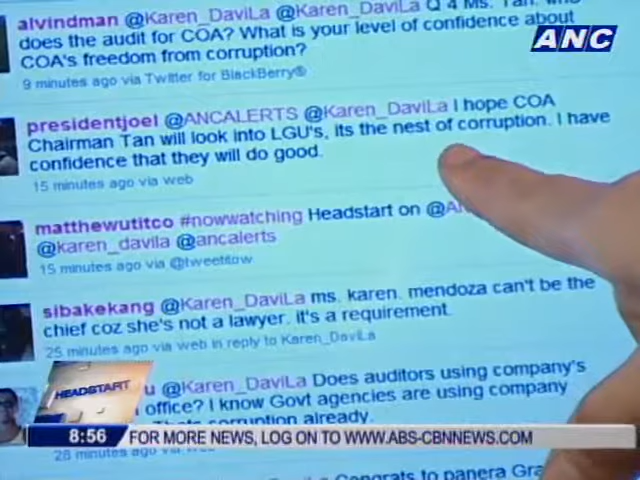 alvindman @Karen_DaviLa @Karen_DaviLa Q 4 Ms. Tan. who
does the audit for COA? What is your level of confidence about
COA's freedom from corruption?
9 minutes ago via Twitter for BlackBerry®
ANC
presidentjoel @ANCALERTS @Karen_DaviLa I hope COA
Chairman Tan will look into LGU's, its the nest of corruption. I have
confidence that they will do good.
15 minutes ago via web
matthewutitco #nowwatching Headstart on
@karen_davila @ancalerts
15 minutes ago via
sibakekang @Karen_DaviLa ms. karen. mendoza can't be the
chief coz she's not a lawyer. it's a requirement.
25 minutes ago via web in reply to Karen_DaviLa
u @Karen_DaviLa Does auditors using company's
office? I know Govt agencies are using company
corruption already.
HEADSTART
8:56 FOR MORE NEWS, LOG ON TO WWW.ABS-CBNNEWS.COM
28 minutes ago via web
Congrats to panera